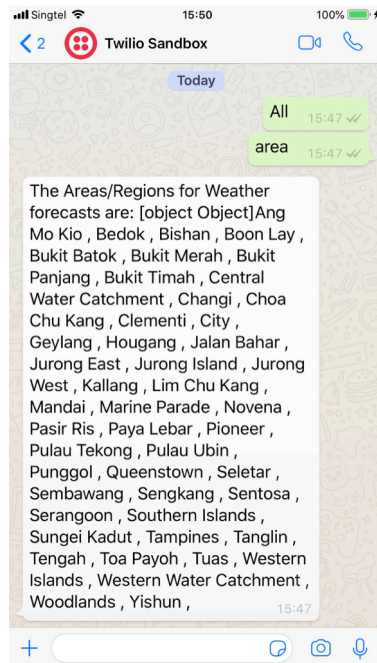 Singtel 15:50 100%
2 Twilio Sandbox
Today
All 15:47
area 15:47
The Areas/Regions for Weather
forecasts are: [object Object]Ang
Mo Kio , Bedok , Bishan , Boon Lay ,
Bukit Batok , Bukit Merah , Bukit
Panjang , Bukit Timah , Central
Water Catchment , Changi , Choa
Chu Kang , Clementi , City ,
Geylang , Hougang , Jalan Bahar ,
Jurong East , Jurong Island , Jurong
West , Kallang , Lim Chu Kang ,
Mandai , Marine Parade , Novena ,
Pasir Ris , Paya Lebar , Pioneer ,
Pulau Tekong , Pulau Ubin ,
Punggol , Queenstown , Seletar ,
Sembawang , Sengkang , Sentosa ,
Serangoon , Southern Islands ,
Sungei Kadut , Tampines , Tanglin ,
Tengah , Toa Payoh , Tuas , Western
Islands , Western Water Catchment ,
Woodlands , Yishun ,
15:47